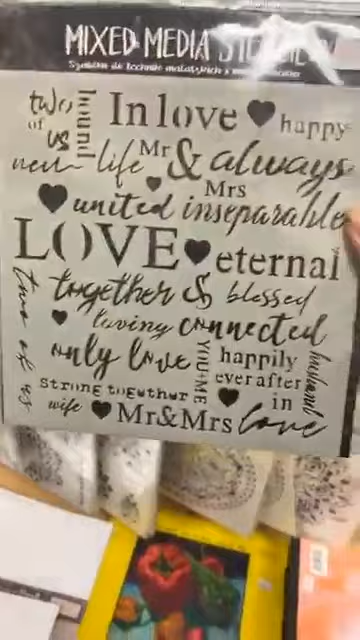 MIXED MEDIA
two
of
us
bound
In love
happy
new life
Mr
& always
Mrs
united inseparable
LOVE eternal
two of us
together & blessed
loving connected
only love
YOU+ME
happily
ever after
husband
strong together
in
love
wife
Mr&Mrs